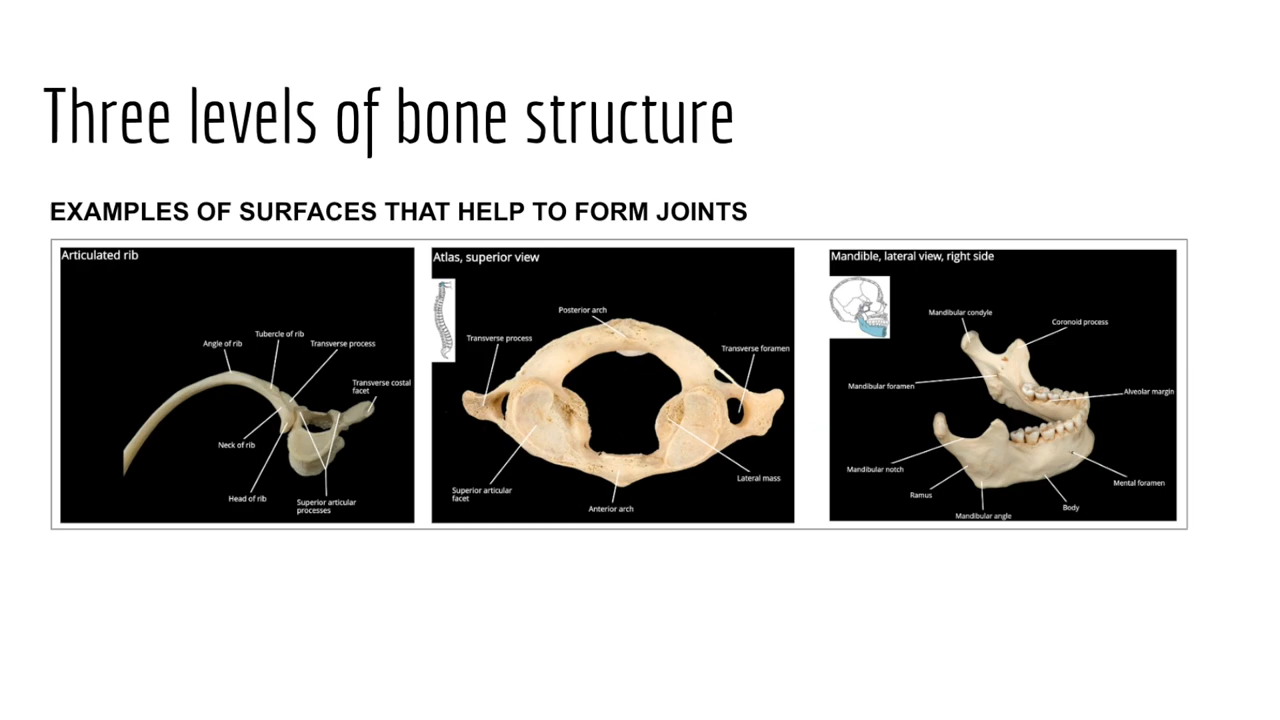 Three levels of bone structure
EXAMPLES OF SURFACES THAT HELP TO FORM JOINTS
Articulated rib
Tubercle of rib
Angle of rib
Transverse process
Transverse costal
facet
Neck of rib
Head of rib
Superior articular
processes
Atlas, superior view
Posterior arch
Transverse process
Transverse foramen
Superior articular
facet
Lateral mass
Anterior arch
Mandible, lateral view, right side
Mandibular condyle
Coronoid process
Mandibular foramen
Alveolar margin
Mandibular notch
Mental foramen
Ramus
Body
Mandibular angle